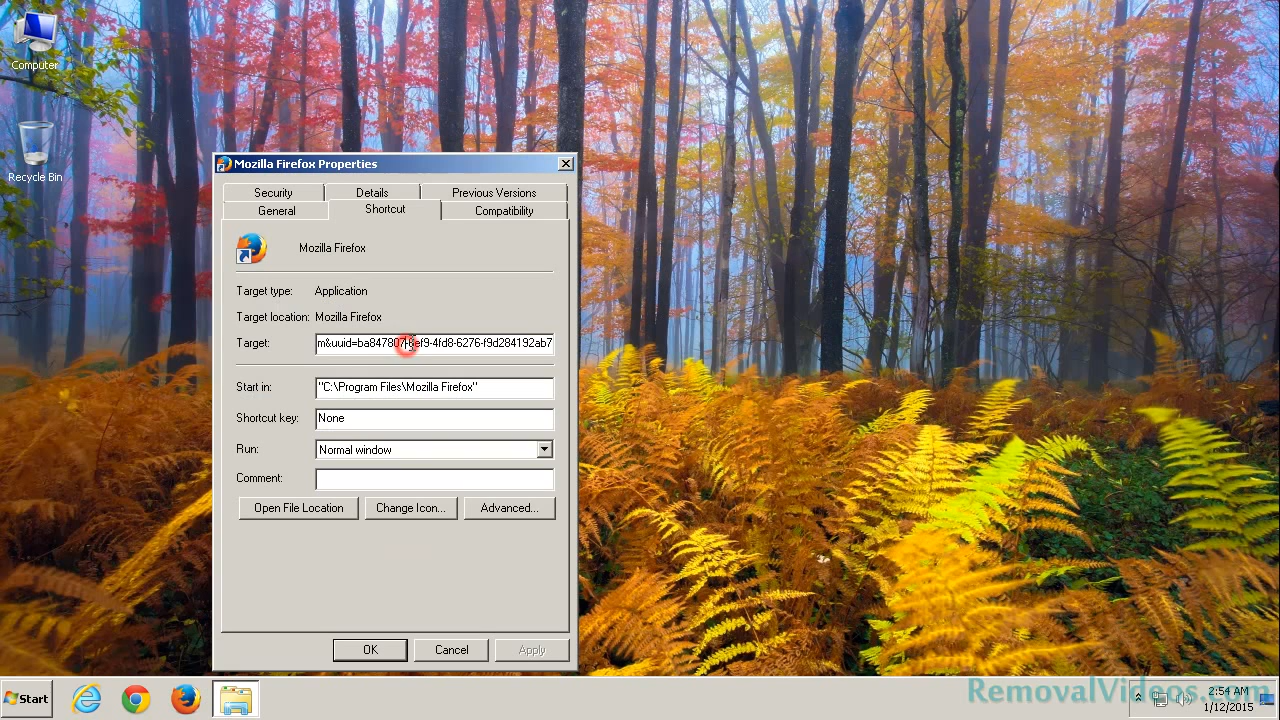 Computer
Recycle Bin
Mozilla Firefox Properties
Security
Details
Previous Versions
General
Shortcut
Compatibility
Mozilla Firefox
Target type:
Application
Target location:
Mozilla Firefox
Target:
Start in:
"C:\Program Files\Mozilla Firefox"
Shortcut key:
None
Run:
Normal window
Comment:
Open File Location
Change Icon...
Advanced...
OK
Cancel
Apply
Start
2:54 AM
1/12/2015
RemovalVideos.com